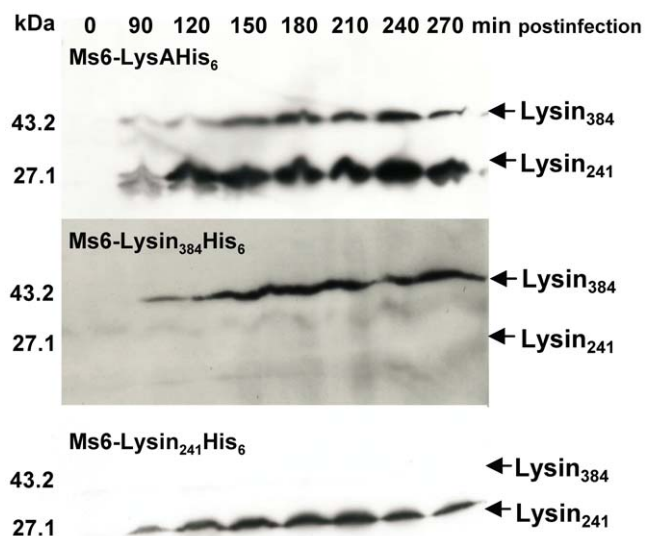 kDa 0 90 120 150 180 210 240 270 min postinfection
Ms6-LysAHis₆
43.2 Lysin₃₈₄
27.1 Lysin₂₄₁
Ms6-Lysin₃₈₄His₆
43.2 Lysin₃₈₄
27.1 Lysin₂₄₁
Ms6-Lysin₂₄₁His₆
43.2 Lysin₃₈₄
27.1 Lysin₂₄₁